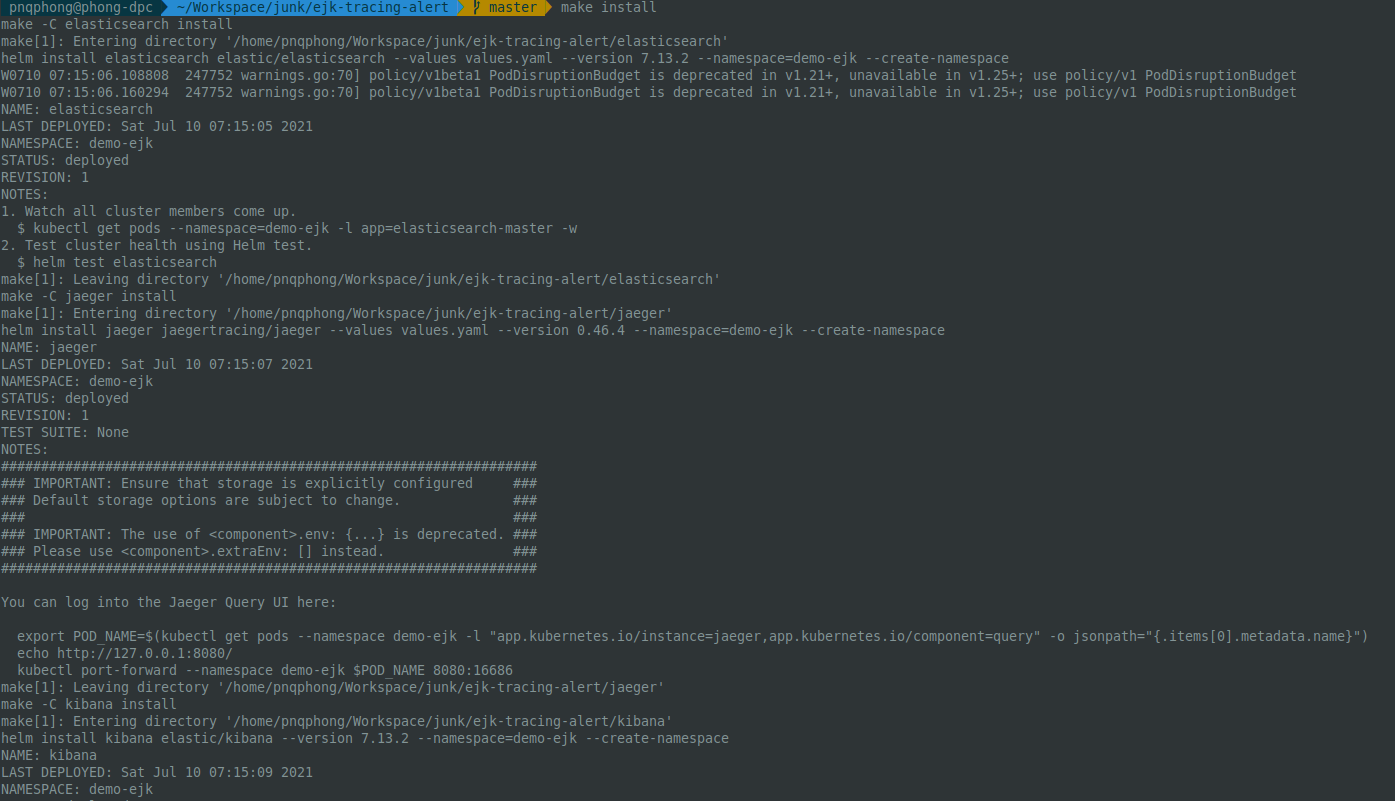 pnqphong@phong-dpc ~/Workspace/junk/ejk-tracing-alert master make install
make -C elasticsearch install
make[1]: Entering directory '/home/pnqphong/Workspace/junk/ejk-tracing-alert/elasticsearch'
helm install elasticsearch elastic/elasticsearch --values values.yaml --version 7.13.2 --namespace=demo-ejk --create-namespace
W0710 07:15:06.108808  247752 warnings.go:70] policy/v1beta1 PodDisruptionBudget is deprecated in v1.21+, unavailable in v1.25+; use policy/v1 PodDisruptionBudget
W0710 07:15:06.160294  247752 warnings.go:70] policy/v1beta1 PodDisruptionBudget is deprecated in v1.21+, unavailable in v1.25+; use policy/v1 PodDisruptionBudget
NAME: elasticsearch
LAST DEPLOYED: Sat Jul 10 07:15:05 2021
NAMESPACE: demo-ejk
STATUS: deployed
REVISION: 1
NOTES:
1. Watch all cluster members come up.
  $ kubectl get pods --namespace=demo-ejk -l app=elasticsearch-master -w
2. Test cluster health using Helm test.
  $ helm test elasticsearch
make[1]: Leaving directory '/home/pnqphong/Workspace/junk/ejk-tracing-alert/elasticsearch'
make -C jaeger install
make[1]: Entering directory '/home/pnqphong/Workspace/junk/ejk-tracing-alert/jaeger'
helm install jaeger jaegertracing/jaeger --values values.yaml --version 0.46.4 --namespace=demo-ejk --create-namespace
NAME: jaeger
LAST DEPLOYED: Sat Jul 10 07:15:07 2021
NAMESPACE: demo-ejk
STATUS: deployed
REVISION: 1
TEST SUITE: None
NOTES:
###################################################################
### IMPORTANT: Ensure that storage is explicitly configured     ###
### Default storage options are subject to change.              ###
###                                                             ###
### IMPORTANT: The use of <component>.env: {...} is deprecated. ###
### Please use <component>.extraEnv: [] instead.                ###
###################################################################

You can log into the Jaeger Query UI here:

  export POD_NAME=$(kubectl get pods --namespace demo-ejk -l "app.kubernetes.io/instance=jaeger,app.kubernetes.io/component=query" -o jsonpath="{.items[0].metadata.name}")
  echo http://127.0.0.1:8080/
  kubectl port-forward --namespace demo-ejk $POD_NAME 8080:16686
make[1]: Leaving directory '/home/pnqphong/Workspace/junk/ejk-tracing-alert/jaeger'
make -C kibana install
make[1]: Entering directory '/home/pnqphong/Workspace/junk/ejk-tracing-alert/kibana'
helm install kibana elastic/kibana --version 7.13.2 --namespace=demo-ejk --create-namespace
NAME: kibana
LAST DEPLOYED: Sat Jul 10 07:15:09 2021
NAMESPACE: demo-ejk